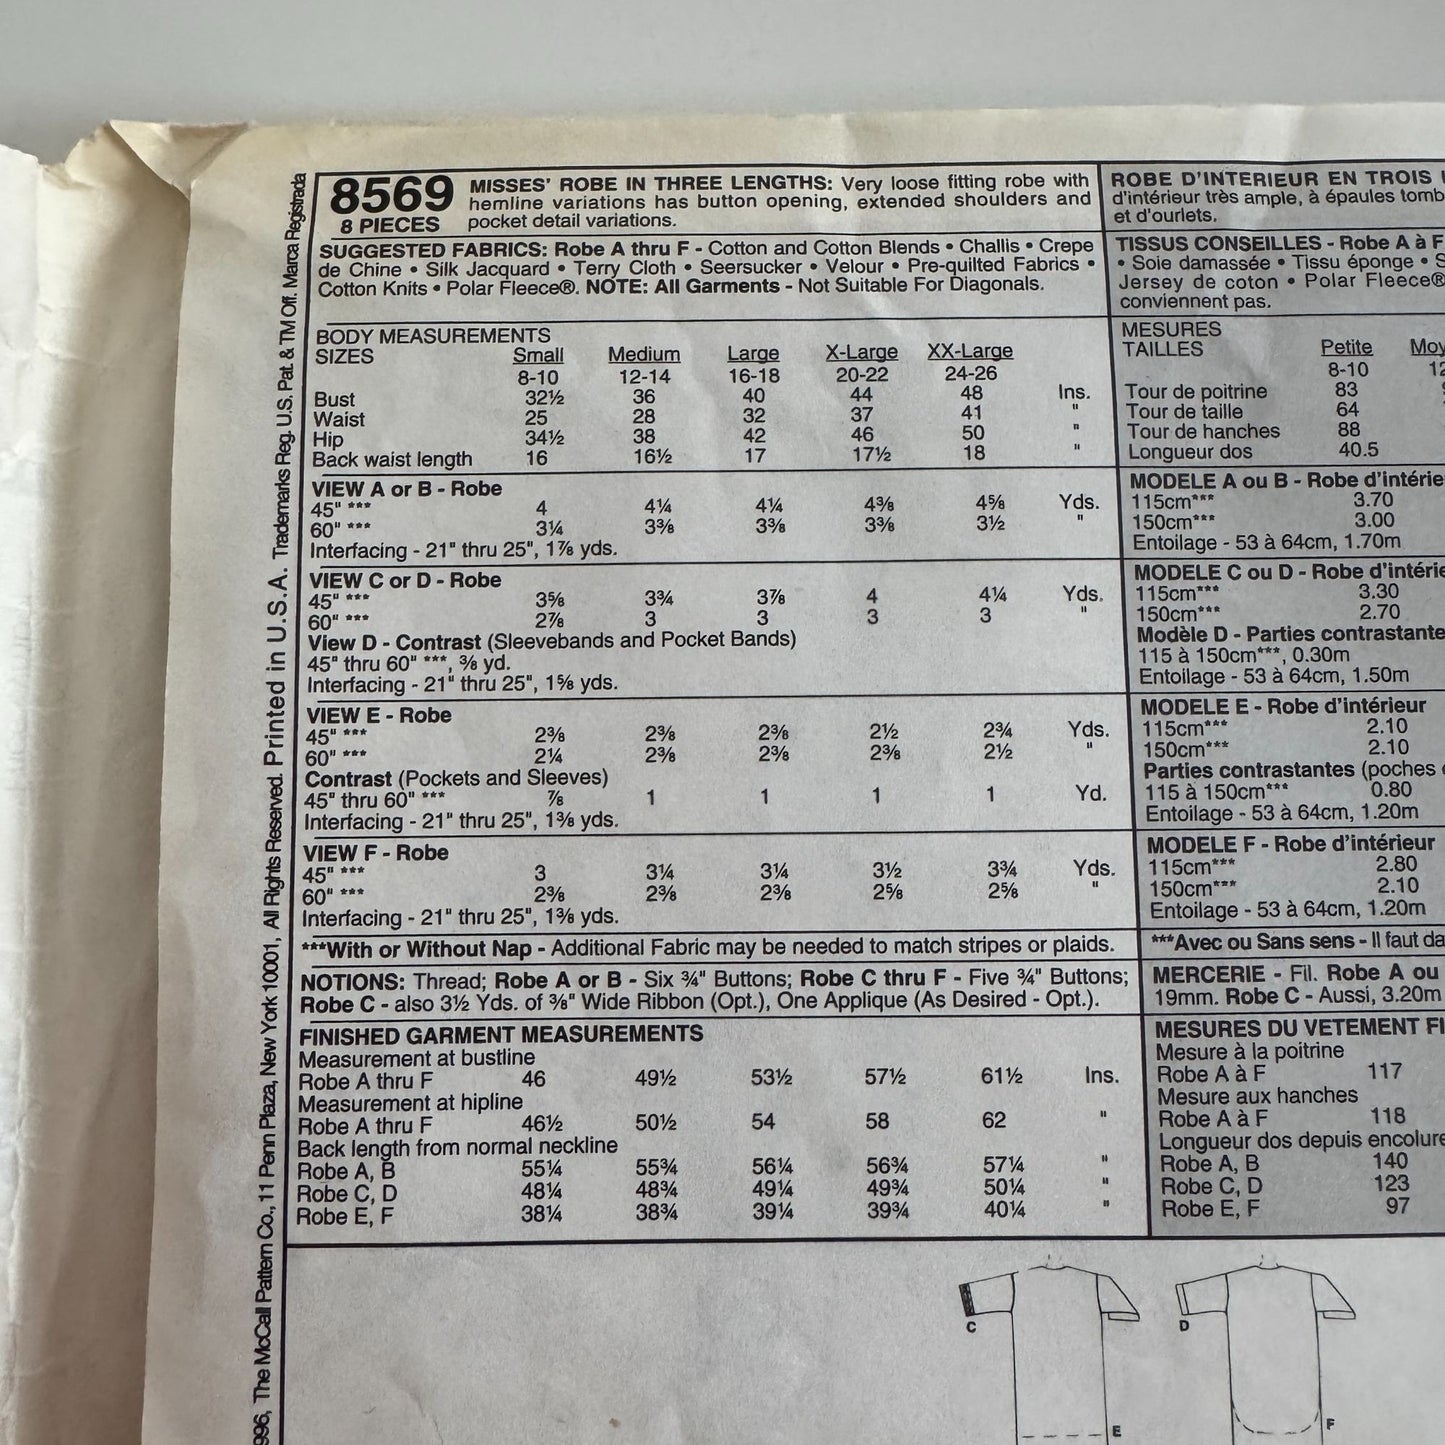 8569
8 PIECES
MISSES' ROBE IN THREE LENGTHS: Very loose fitting robe with
hemline variations has button opening, extended shoulders and
pocket detail variations.
SUGGESTED FABRICS: Robe A thru F - Cotton and Cotton Blends • Challis • Crepe
de Chine • Silk Jacquard • Terry Cloth • Seersucker • Velour • Pre-quilted Fabrics •
Cotton Knits • Polar Fleece®. NOTE: All Garments - Not Suitable For Diagonals.
BODY MEASUREMENTS
SIZES Small Medium Large X-Large XX-Large
8-10 12-14 16-18 20-22 24-26
Bust 32½ 36 40 44 48 Ins.
Waist 25 28 32 37 41 "
Hip 34½ 38 42 46 50 "
Back waist length 16 16½ 17 17½ 18 "
VIEW A or B - Robe
45" *** 4 4¼ 4¼ 4⅜ 4⅝ Yds.
60" *** 3¼ 3⅜ 3⅜ 3⅜ 3½ "
Interfacing - 21" thru 25", 1⅞ yds.
VIEW C or D - Robe
45" *** 3⅝ 3¾ 3⅞ 4 4¼ Yds.
60" *** 2⅞ 3 3 3 3 "
View D - Contrast (Sleevebands and Pocket Bands)
45" thru 60" ***, ⅜ yd.
Interfacing - 21" thru 25", 1⅝ yds.
VIEW E - Robe
45" *** 2⅜ 2⅜ 2⅜ 2½ 2¾ Yds.
60" *** 2¼ 2⅜ 2⅜ 2⅜ 2½ "
Contrast (Pockets and Sleeves)
45" thru 60" *** ⅞ 1 1 1 1 Yd.
Interfacing - 21" thru 25", 1⅜ yds.
VIEW F - Robe
45" *** 3 3¼ 3¼ 3½ 3¾ Yds.
60" *** 2⅜ 2⅜ 2⅜ 2⅝ 2⅝ "
Interfacing - 21" thru 25", 1⅜ yds.
***With or Without Nap - Additional Fabric may be needed to match stripes or plaids.
NOTIONS: Thread; Robe A or B - Six ¾" Buttons; Robe C thru F - Five ¾" Buttons;
Robe C - also 3½ Yds. of ⅜" Wide Ribbon (Opt.), One Applique (As Desired - Opt.).
FINISHED GARMENT MEASUREMENTS
Measurement at bustline
Robe A thru F 46 49½ 53½ 57½ 61½ Ins.
Measurement at hipline
Robe A thru F 46½ 50½ 54 58 62 "
Back length from normal neckline
Robe A, B 55¼ 55¾ 56¼ 56¾ 57¼ "
Robe C, D 48¼ 48¾ 49¼ 49¾ 50¼ "
Robe E, F 38¼ 38¾ 39¼ 39¾ 40¼ "
ROBE D'INTERIEUR EN TROIS
d'intérieur très ample, à épaules tomb
et d'ourlets.
TISSUS CONSEILLES - Robe A à F
• Soie damassée • Tissu éponge • S
Jersey de coton • Polar Fleece®
conviennent pas.
MESURES
TAILLES Petite Moy
8-10 12
Tour de poitrine 83
Tour de taille 64
Tour de hanches 88
Longueur dos 40.5
MODELE A ou B - Robe d'intérie
115cm*** 3.70
150cm*** 3.00
Entoilage - 53 à 64cm, 1.70m
MODELE C ou D - Robe d'intérie
115cm*** 3.30
150cm*** 2.70
Modèle D - Parties contrastante
115 à 150cm***, 0.30m
Entoilage - 53 à 64cm, 1.50m
MODELE E - Robe d'intérieur
115cm*** 2.10
150cm*** 2.10
Parties contrastantes (poches
115 à 150cm*** 0.80
Entoilage - 53 à 64cm, 1.20m
MODELE F - Robe d'intérieur
115cm*** 2.80
150cm*** 2.10
Entoilage - 53 à 64cm, 1.20m
***Avec ou Sans sens - Il faut da
MERCERIE - Fil. Robe A ou
19mm. Robe C - Aussi, 3.20m
MESURES DU VETEMENT FI
Mesure à la poitrine
Robe A à F 117
Mesure aux hanches
Robe A à F 118
Longueur dos depuis encolure
Robe A, B 140
Robe C, D 123
Robe E, F 97
C
D
E
F
996, The McCall Pattern Co., 11 Penn Plaza, New York 10001, All Rights Reserved. Printed in U.S.A. Trademarks Reg. U.S. Pat. & TM Off. Marca Registrada